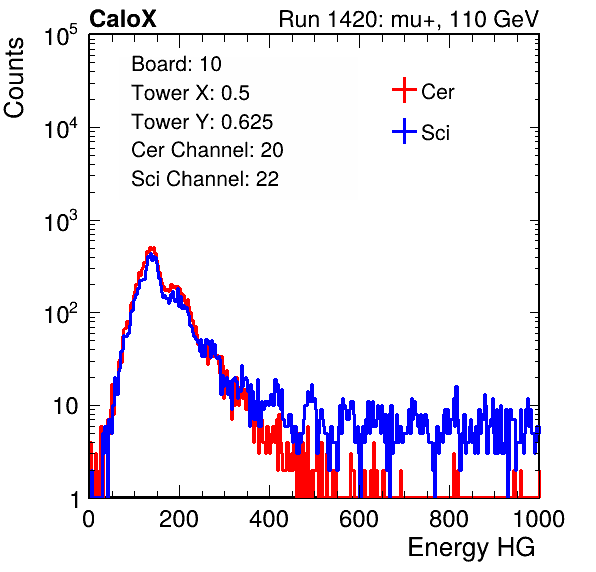 CaloX Run 1420: mu+, 110 GeV
Counts
10^5
10^4
10^3
10^2
10
1
Board: 10
Tower X: 0.5
Tower Y: 0.625
Cer Channel: 20
Sci Channel: 22
Cer
Sci
0 200 400 600 800 1000
Energy HG